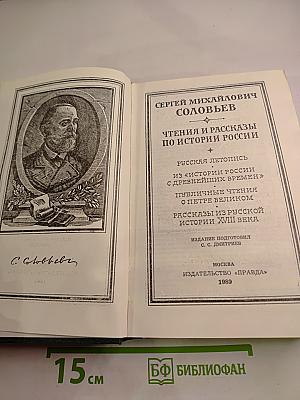 С. Соловьев
СЕРГЕЙ МИХАЙЛОВИЧ
СОЛОВЬЕВ
ЧТЕНИЯ И РАССКАЗЫ
ПО ИСТОРИИ РОССИИ
РУССКАЯ ЛЕТОПИСЬ
ИЗ «ИСТОРИИ РОССИИ
С ДРЕВНЕЙШИХ ВРЕМЕН»
ПУБЛИЧНЫЕ ЧТЕНИЯ
О ПЕТРЕ ВЕЛИКОМ
РАССКАЗЫ ИЗ РУССКОЙ
ИСТОРИИ XVIII ВЕКА
ИЗДАНИЕ ПОДГОТОВИЛ
С. С. ДМИТРИЕВ
МОСКВА
ИЗДАТЕЛЬСТВО «ПРАВДА»
1989
15 см
БФ БИБЛИОФАН